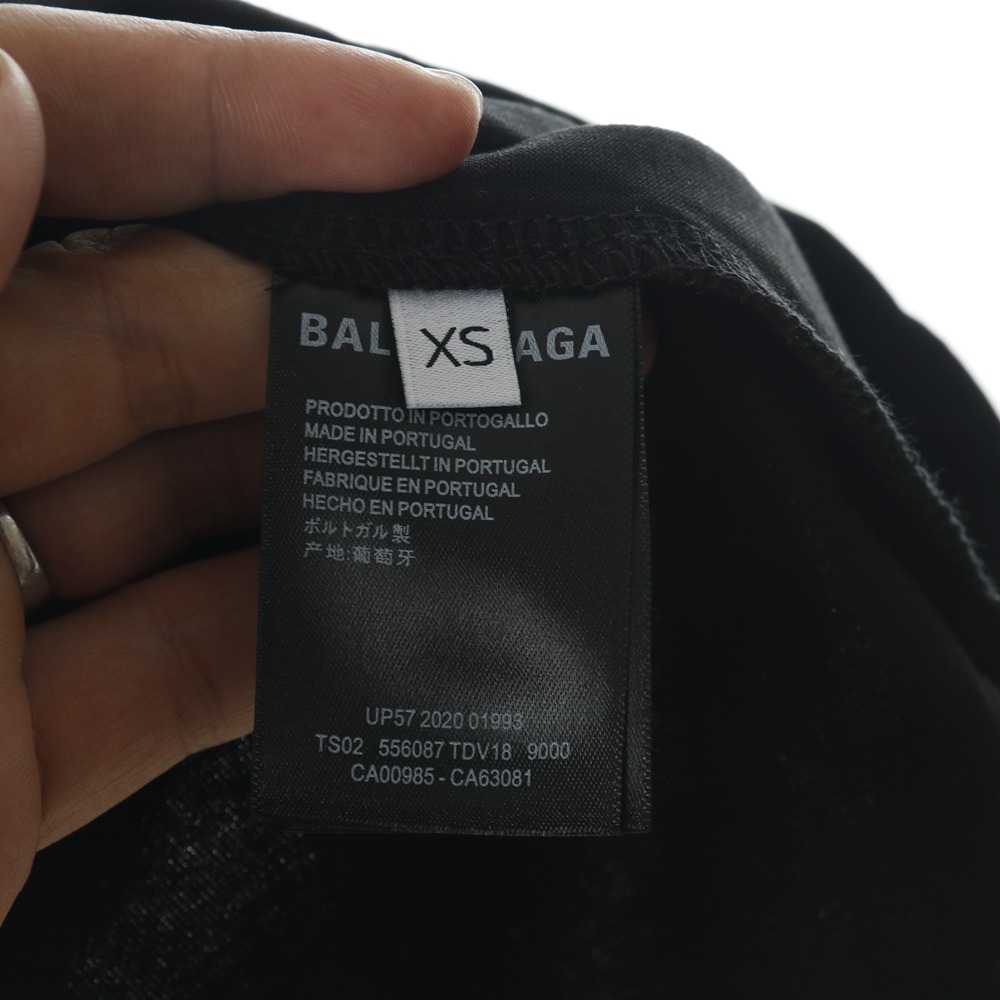 BAL AGA
XS
PRODOTTO IN PORTOGALLO
MADE IN PORTUGAL
HERGESTELLT IN PORTUGAL
FABRIQUE EN PORTUGAL
HECHO EN PORTUGAL
ポルトガル製
产地:葡萄牙
UP57 2020 01993
TS02 556087 TDV18 9000
CA00985 - CA63081